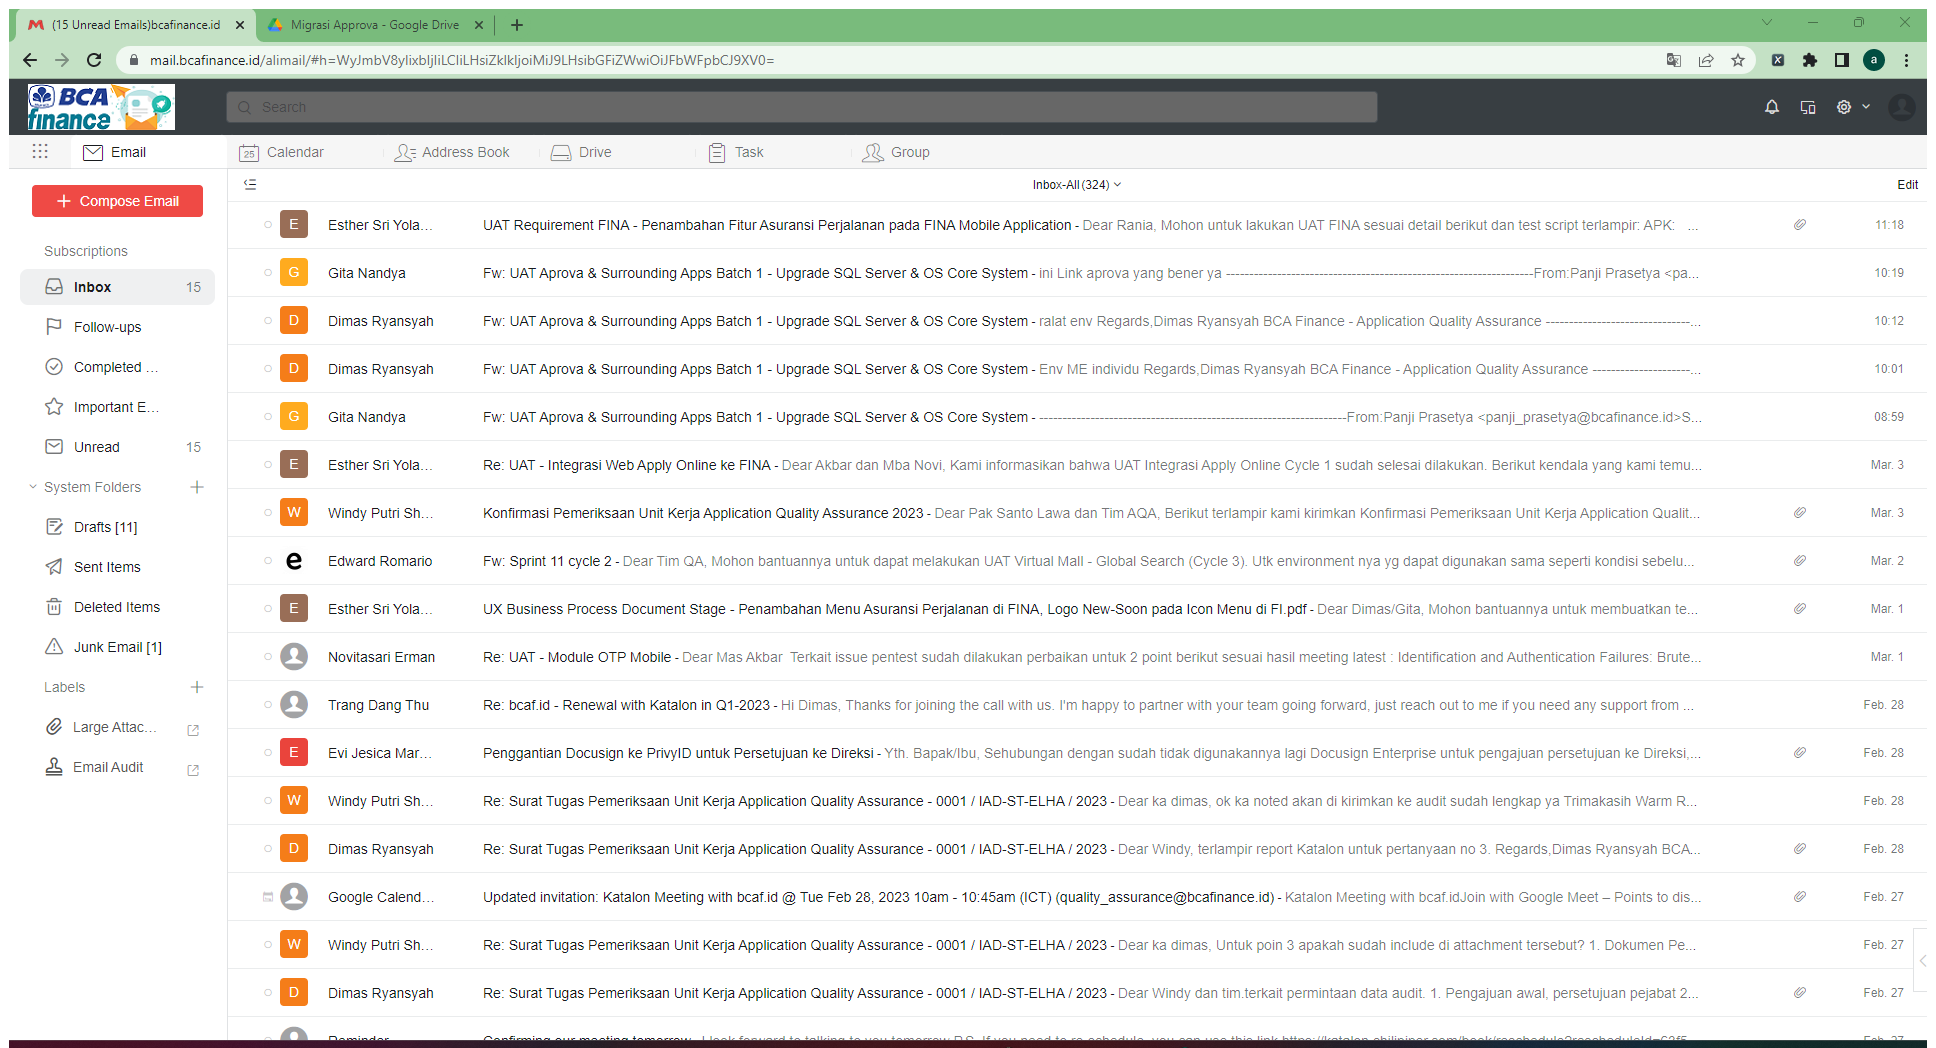 (15 Unread Emails)bcafinance.id
Migrasi Approva - Google Drive
mail.bcafinance.id/alimail/#h=WyJmbV8yIixbIjIiLCIiLHsiZklkIjoiMiJ9LHsibGFiZWwiOiJFbWFpbCJ9XV0=
a
BCA finance
Search
Email
25 Calendar
Address Book
Drive
Task
Group
Compose Email
Inbox-All (324)
Edit
Subscriptions
Inbox 15
Follow-ups
Completed ...
Important E...
Unread 15
System Folders
Drafts [11]
Sent Items
Deleted Items
Junk Email [1]
Labels
Large Attac...
Email Audit
E Esther Sri Yola... UAT Requirement FINA - Penambahan Fitur Asuransi Perjalanan pada FINA Mobile Application - Dear Rania, Mohon untuk lakukan UAT FINA sesuai detail berikut dan test script terlampir: APK: ... 11:18
G Gita Nandya Fw: UAT Aprova & Surrounding Apps Batch 1 - Upgrade SQL Server & OS Core System - ini Link aprova yang bener ya ------------------------------------------------------------------From:Panji Prasetya <pa... 10:19
D Dimas Ryansyah Fw: UAT Aprova & Surrounding Apps Batch 1 - Upgrade SQL Server & OS Core System - ralat env Regards,Dimas Ryansyah BCA Finance - Application Quality Assurance -------------------------------... 10:12
D Dimas Ryansyah Fw: UAT Aprova & Surrounding Apps Batch 1 - Upgrade SQL Server & OS Core System - Env ME individu Regards,Dimas Ryansyah BCA Finance - Application Quality Assurance ---------------------... 10:01
G Gita Nandya Fw: UAT Aprova & Surrounding Apps Batch 1 - Upgrade SQL Server & OS Core System - ------------------------------------------------------------------From:Panji Prasetya <panji_prasetya@bcafinance.id>S... 08:59
E Esther Sri Yola... Re: UAT - Integrasi Web Apply Online ke FINA - Dear Akbar dan Mba Novi, Kami informasikan bahwa UAT Integrasi Apply Online Cycle 1 sudah selesai dilakukan. Berikut kendala yang kami temu... Mar. 3
W Windy Putri Sh... Konfirmasi Pemeriksaan Unit Kerja Application Quality Assurance 2023 - Dear Pak Santo Lawa dan Tim AQA, Berikut terlampir kami kirimkan Konfirmasi Pemeriksaan Unit Kerja Application Qualit... Mar. 3
e Edward Romario Fw: Sprint 11 cycle 2 - Dear Tim QA, Mohon bantuannya untuk dapat melakukan UAT Virtual Mall - Global Search (Cycle 3). Utk environment nya yg dapat digunakan sama seperti kondisi sebelu... Mar. 2
E Esther Sri Yola... UX Business Process Document Stage - Penambahan Menu Asuransi Perjalanan di FINA, Logo New-Soon pada Icon Menu di FI.pdf - Dear Dimas/Gita, Mohon bantuannya untuk membuatkan te... Mar. 1
Novitasari Erman Re: UAT - Module OTP Mobile - Dear Mas Akbar Terkait issue pentest sudah dilakukan perbaikan untuk 2 point berikut sesuai hasil meeting latest : Identification and Authentication Failures: Brute... Mar. 1
Trang Dang Thu Re: bcaf.id - Renewal with Katalon in Q1-2023 - Hi Dimas, Thanks for joining the call with us. I'm happy to partner with your team going forward, just reach out to me if you need any support from ... Feb. 28
E Evi Jesica Mar... Penggantian Docusign ke PrivyID untuk Persetujuan ke Direksi - Yth. Bapak/Ibu, Sehubungan dengan sudah tidak digunakannya lagi Docusign Enterprise untuk pengajuan persetujuan ke Direksi,... Feb. 28
W Windy Putri Sh... Re: Surat Tugas Pemeriksaan Unit Kerja Application Quality Assurance - 0001 / IAD-ST-ELHA / 2023 - Dear ka dimas, ok ka noted akan di kirimkan ke audit sudah lengkap ya Trimakasih Warm R... Feb. 28
D Dimas Ryansyah Re: Surat Tugas Pemeriksaan Unit Kerja Application Quality Assurance - 0001 / IAD-ST-ELHA / 2023 - Dear Windy, terlampir report Katalon untuk pertanyaan no 3. Regards,Dimas Ryansyah BCA... Feb. 28
Google Calend... Updated invitation: Katalon Meeting with bcaf.id @ Tue Feb 28, 2023 10am - 10:45am (ICT) (quality_assurance@bcafinance.id) - Katalon Meeting with bcaf.idJoin with Google Meet – Points to dis... Feb. 27
W Windy Putri Sh... Re: Surat Tugas Pemeriksaan Unit Kerja Application Quality Assurance - 0001 / IAD-ST-ELHA / 2023 - Dear ka dimas, Untuk poin 3 apakah sudah include di attachment tersebut? 1. Dokumen Pe... Feb. 27
D Dimas Ryansyah Re: Surat Tugas Pemeriksaan Unit Kerja Application Quality Assurance - 0001 / IAD-ST-ELHA / 2023 - Dear Windy dan tim.terkait permintaan data audit. 1. Pengajuan awal, persetujuan pejabat 2... Feb. 27
Reminder Confirming our meeting tomorrow - I look forward to talking to you tomorrow